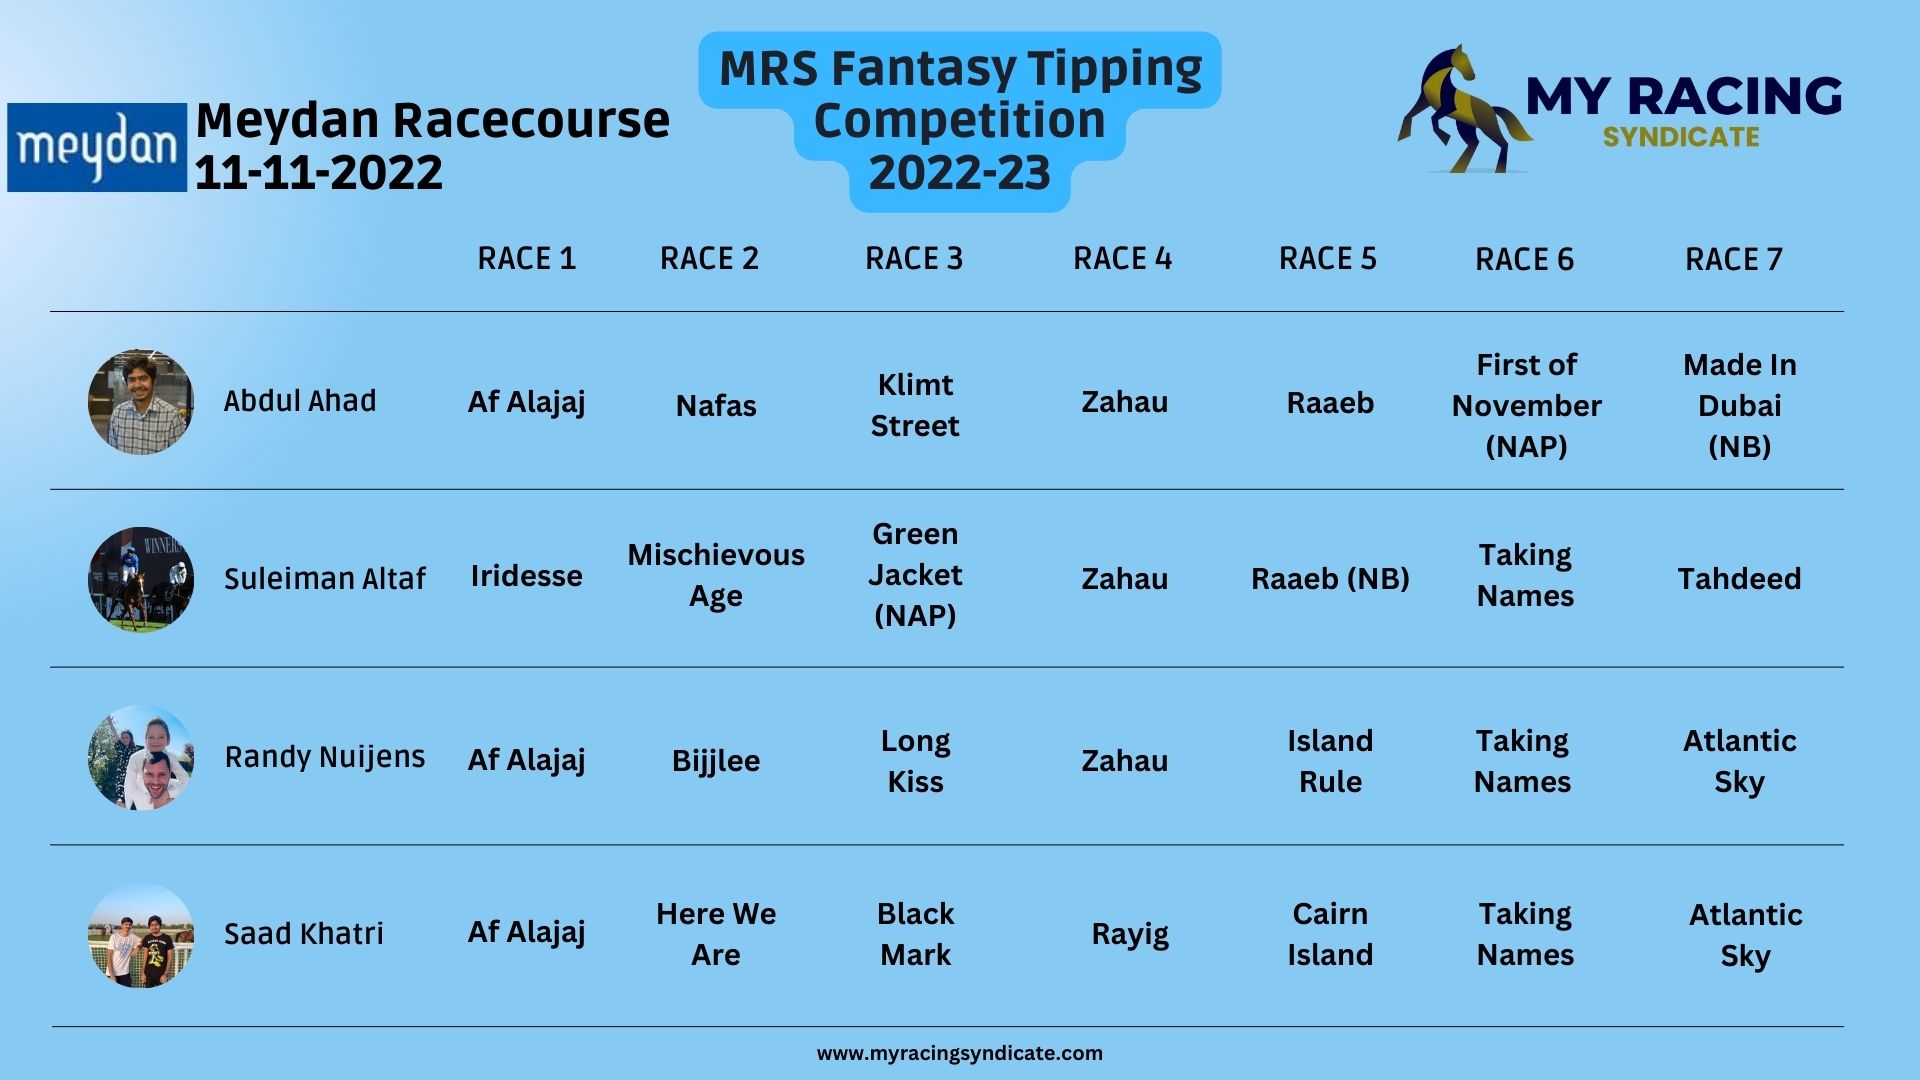 MRS Fantasy Tipping
Competition
2022-23
meydan
Meydan Racecourse
11-11-2022
MY RACING
SYNDICATE
RACE 1 RACE 2 RACE 3 RACE 4 RACE 5 RACE 6 RACE 7
Abdul Ahad
Af Alajaj
Nafas
Klimt
Street
Zahau
Raaeb
First of
November
(NAP)
Made In
Dubai
(NB)
WINNERS
Suleiman Altaf
Iridesse
Mischievous
Age
Green
Jacket
(NAP)
Zahau
Raaeb (NB)
Taking
Names
Tahdeed
Randy Nuijens
Af Alajaj
Bijjlee
Long
Kiss
Zahau
Island
Rule
Taking
Names
Atlantic
Sky
Saad Khatri
Af Alajaj
Here We
Are
Black
Mark
Rayig
Cairn
Island
Taking
Names
Atlantic
Sky
www.myracingsyndicate.com